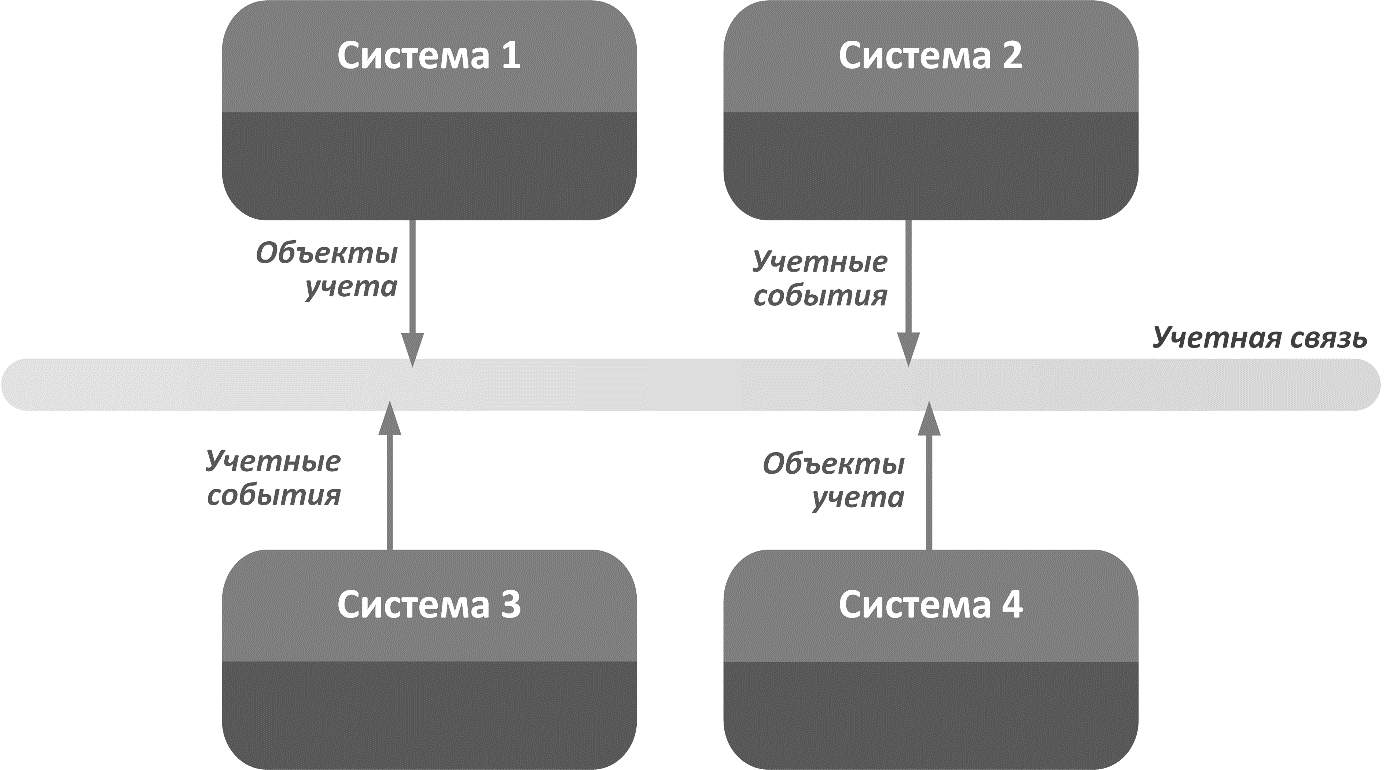 Система 1
Система 2
Объекты
учета
Учетные
события
Учетная связь
Учетные
события
Объекты
учета
Система 3
Система 4